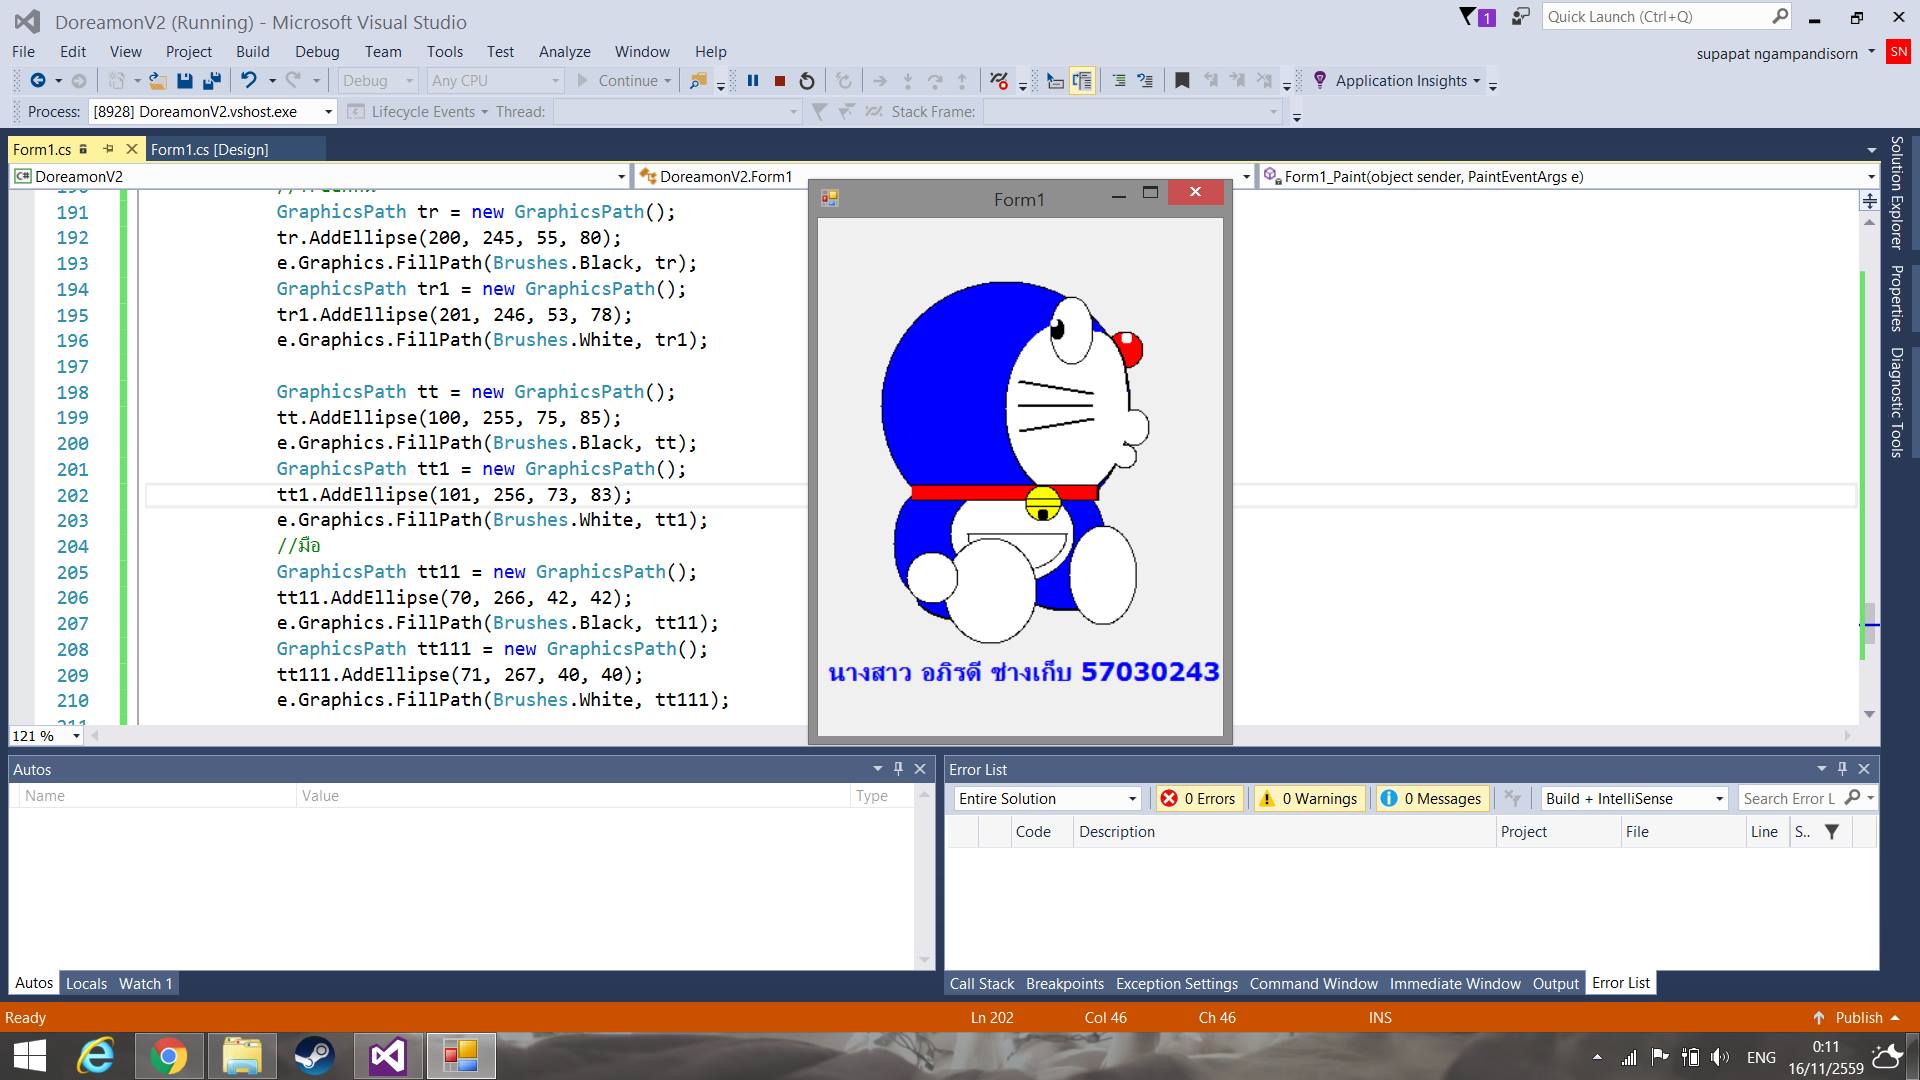 DoreamonV2 (Running) - Microsoft Visual Studio
1
Quick Launch (Ctrl+Q)
File Edit View Project Build Debug Team Tools Test Analyze Window Help
supapat ngampandisorn SN
Debug Any CPU Continue Application Insights
Process: [8928] DoreamonV2.vshost.exe Lifecycle Events Thread: Stack Frame:
Form1.cs Form1.cs [Design]
C# DoreamonV2 DoreamonV2.Form1 Form1_Paint(object sender, PaintEventArgs e)
191 GraphicsPath tr = new GraphicsPath();
192 tr.AddEllipse(200, 245, 55, 80);
193 e.Graphics.FillPath(Brushes.Black, tr);
194 GraphicsPath tr1 = new GraphicsPath();
195 tr1.AddEllipse(201, 246, 53, 78);
196 e.Graphics.FillPath(Brushes.White, tr1);
197
198 GraphicsPath tt = new GraphicsPath();
199 tt.AddEllipse(100, 255, 75, 85);
200 e.Graphics.FillPath(Brushes.Black, tt);
201 GraphicsPath tt1 = new GraphicsPath();
202 tt1.AddEllipse(101, 256, 73, 83);
203 e.Graphics.FillPath(Brushes.White, tt1);
204 //มือ
205 GraphicsPath tt11 = new GraphicsPath();
206 tt11.AddEllipse(70, 266, 42, 42);
207 e.Graphics.FillPath(Brushes.Black, tt11);
208 GraphicsPath tt111 = new GraphicsPath();
209 tt111.AddEllipse(71, 267, 40, 40);
210 e.Graphics.FillPath(Brushes.White, tt111);
121 %
Form1
นางสาว อภิรดี ช่างเก็บ 57030243
Solution Explorer
Properties
Diagnostic Tools
Autos
Name Value Type
Autos Locals Watch 1
Error List
Entire Solution 0 Errors 0 Warnings 0 Messages Build + IntelliSense Search Error L
Code Description Project File Line S..
Call Stack Breakpoints Exception Settings Command Window Immediate Window Output Error List
Ready Ln 202 Col 46 Ch 46 INS Publish
ENG 0:11
16/11/2559